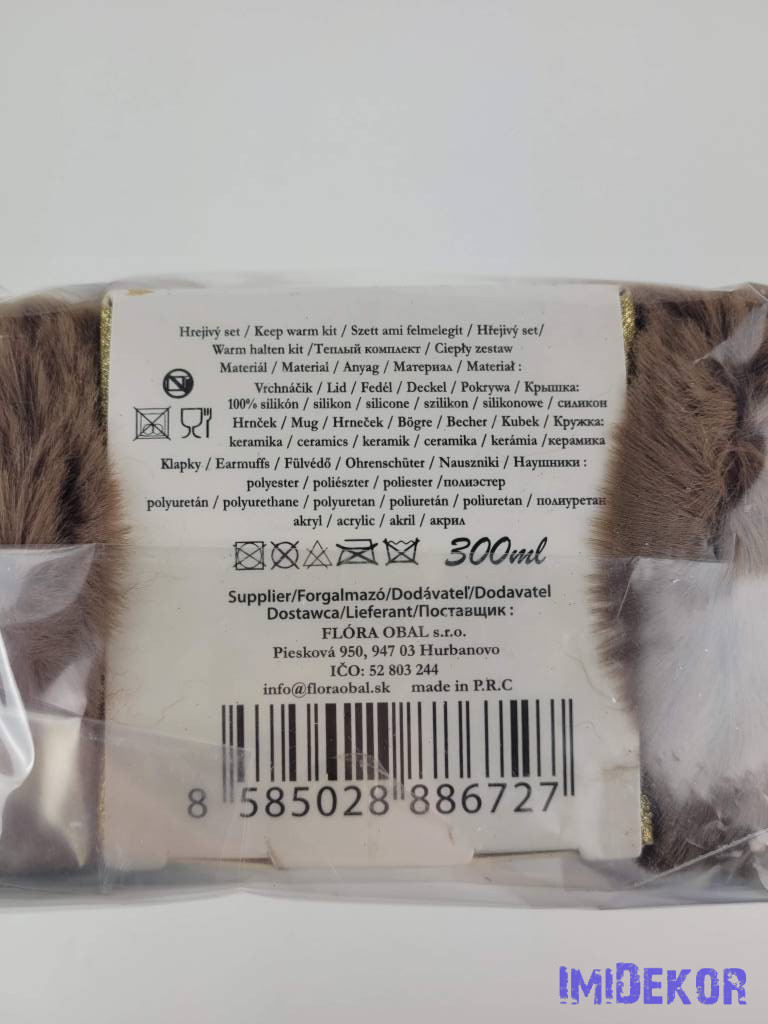 Hrejivý set / Keep warm kit / Szett ami felmelegít / Hřejivý set/
Warm halten kit /Теплый комплект / Ciepły zestaw
Materiál / Materiai / Anyag / Материал / Materiał :
Vrchnáčik / Lid / Fedél / Deckel / Pokrywa / Крышка:
100% silikón / silikon / silicone / szilikon / silikonowe / силикон
Hrnček / Mug / Hrneček / Bögre / Becher / Kubek / Кружка:
keramika / ceramics / keramik / ceramika / kerámia /керамика
Klapky / Earmuffs / Fülvédő / Ohrenschüter / Nauszniki / Наушники :
polyester / poliészter / poliester /полиэстер
polyuretán / polyurethane / polyuretan / poliuretán / poliuretan / полиуретан
akryl / acrylic / akril / акрил
300ml
Supplier/Forgalmazó/Dodávateľ/Dodavatel
Dostawca/Lieferant/Поставщик :
FLÓRA OBAL s.r.o.
Piesková 950, 947 03 Hurbanovo
IČO: 52 803 244
info@floraobal.sk made in P.R.C
8 585028 886727
IMIDEKOR